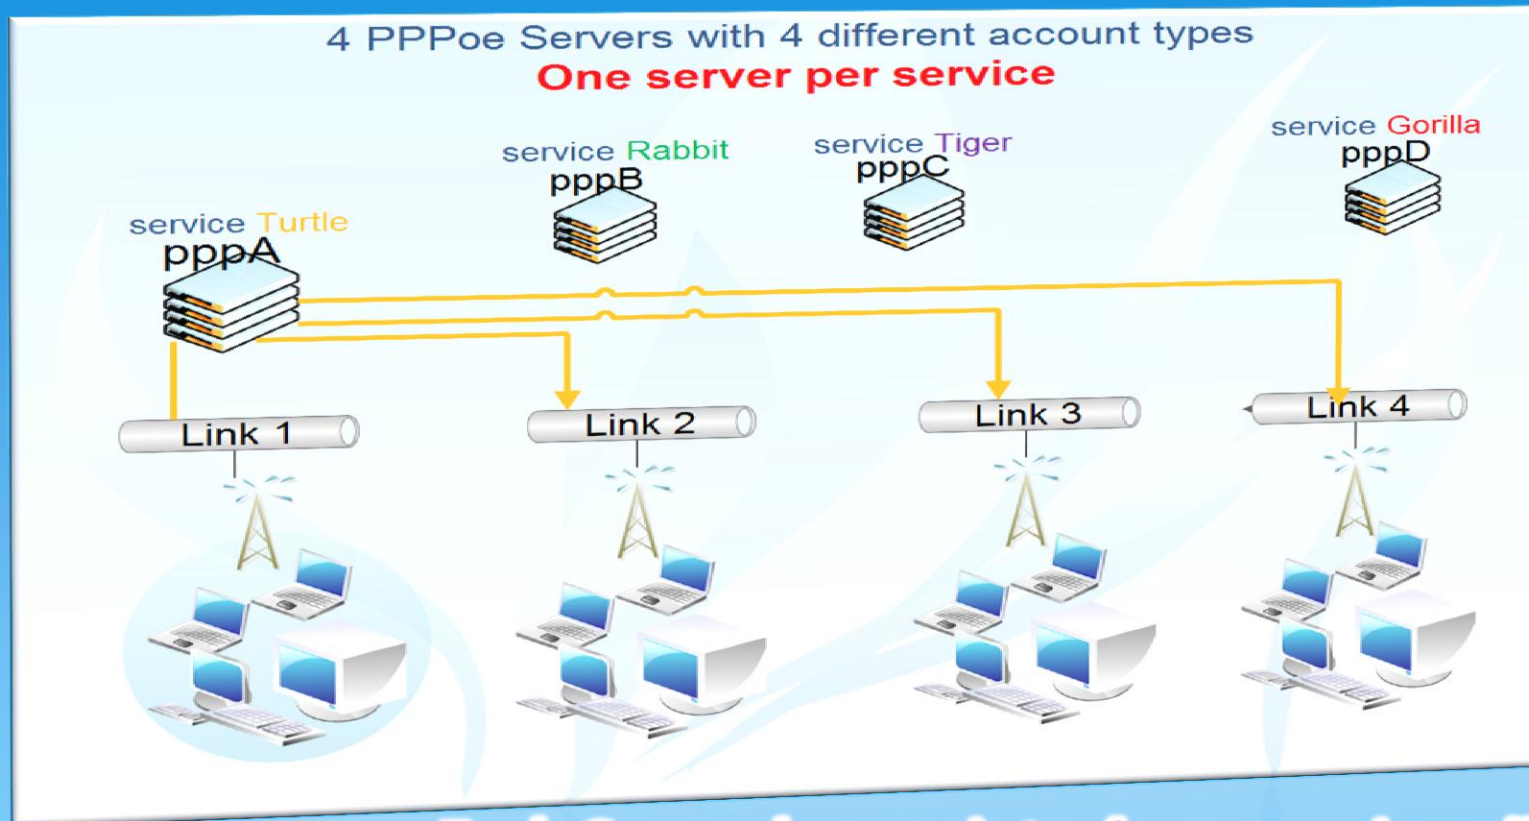 4 PPPoe Servers with 4 different account types
One server per service
service Turtle
pppA
service Rabbit
pppB
service Tiger
pppC
service Gorilla
pppD
Link 1
Link 2
Link 3
Link 4